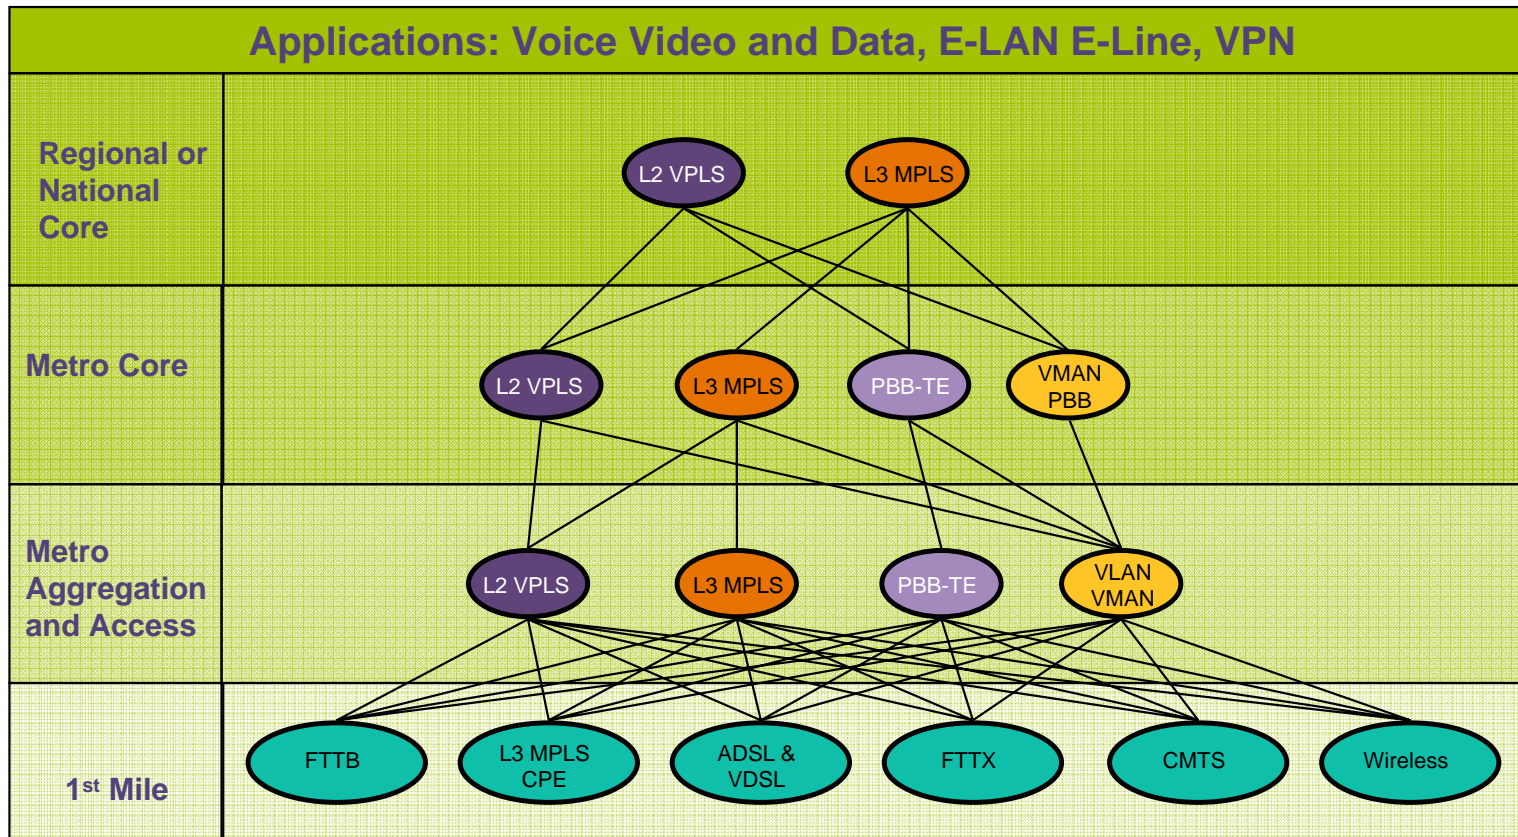 Applications: Voice Video and Data, E-LAN E-Line, VPN
Regional or
National
Core
L2 VPLS
L3 MPLS
Metro Core
L2 VPLS
L3 MPLS
PBB-TE
VMAN
PBB
Metro
Aggregation
and Access
L2 VPLS
L3 MPLS
PBB-TE
VLAN
VMAN
1st Mile
FTTB
L3 MPLS
CPE
ADSL &
VDSL
FTTX
CMTS
Wireless